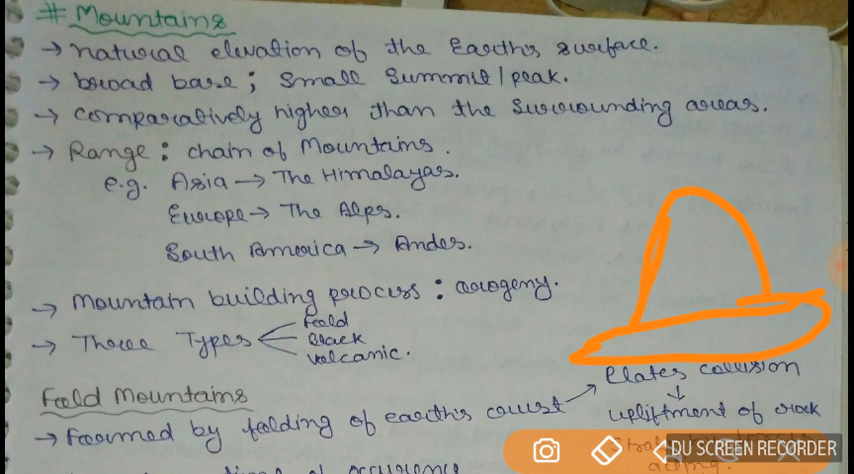 # Mountains
→ natural elevation of the Earth's surface.
→ broad base; small summit/peak.
→ comparatively higher than the surrounding areas.
→ Range: chain of Mountains.
e.g. Asia → The Himalayas.
Europe → The Alps.
South America → Andes.
→ Mountain building process: orogeny.
→ Three Types
Fold
Block
Volcanic.
Fold Mountains
→ Formed by folding of earth's crust → Plates collision
↓
upliftment of
DU SCREEN RECORDER
of occurence